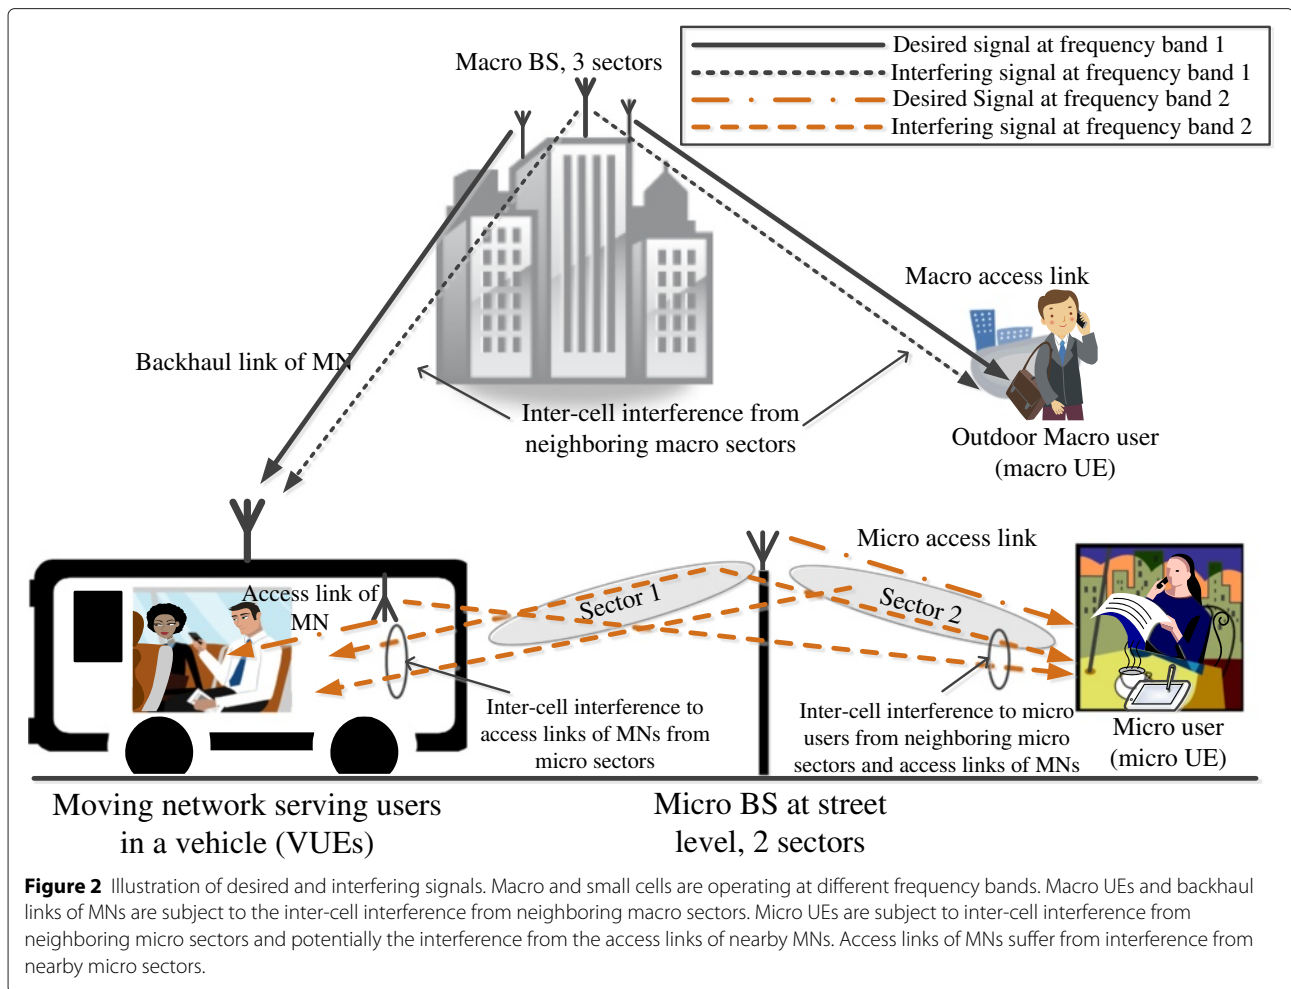 Macro BS, 3 sectors
Desired signal at frequency band 1
Interfering signal at frequency band 1
Desired Signal at frequency band 2
Interfering signal at frequency band 2
Macro access link
Backhaul link of MN
Inter-cell interference from
neighboring macro sectors
Outdoor Macro user
(macro UE)
Micro access link
Access link of
MN
Sector 1
Sector 2
Inter-cell interference to
access links of MNs from
micro sectors
Inter-cell interference to micro
users from neighboring micro
sectors and access links of MNs
Micro user
(micro UE)
Moving network serving users
in a vehicle (VUEs)
Micro BS at street
level, 2 sectors
Figure 2 Illustration of desired and interfering signals. Macro and small cells are operating at different frequency bands. Macro UEs and backhaul
links of MNs are subject to the inter-cell interference from neighboring macro sectors. Micro UEs are subject to inter-cell interference from
neighboring micro sectors and potentially the interference from the access links of nearby MNs. Access links of MNs suffer from interference from
nearby micro sectors.